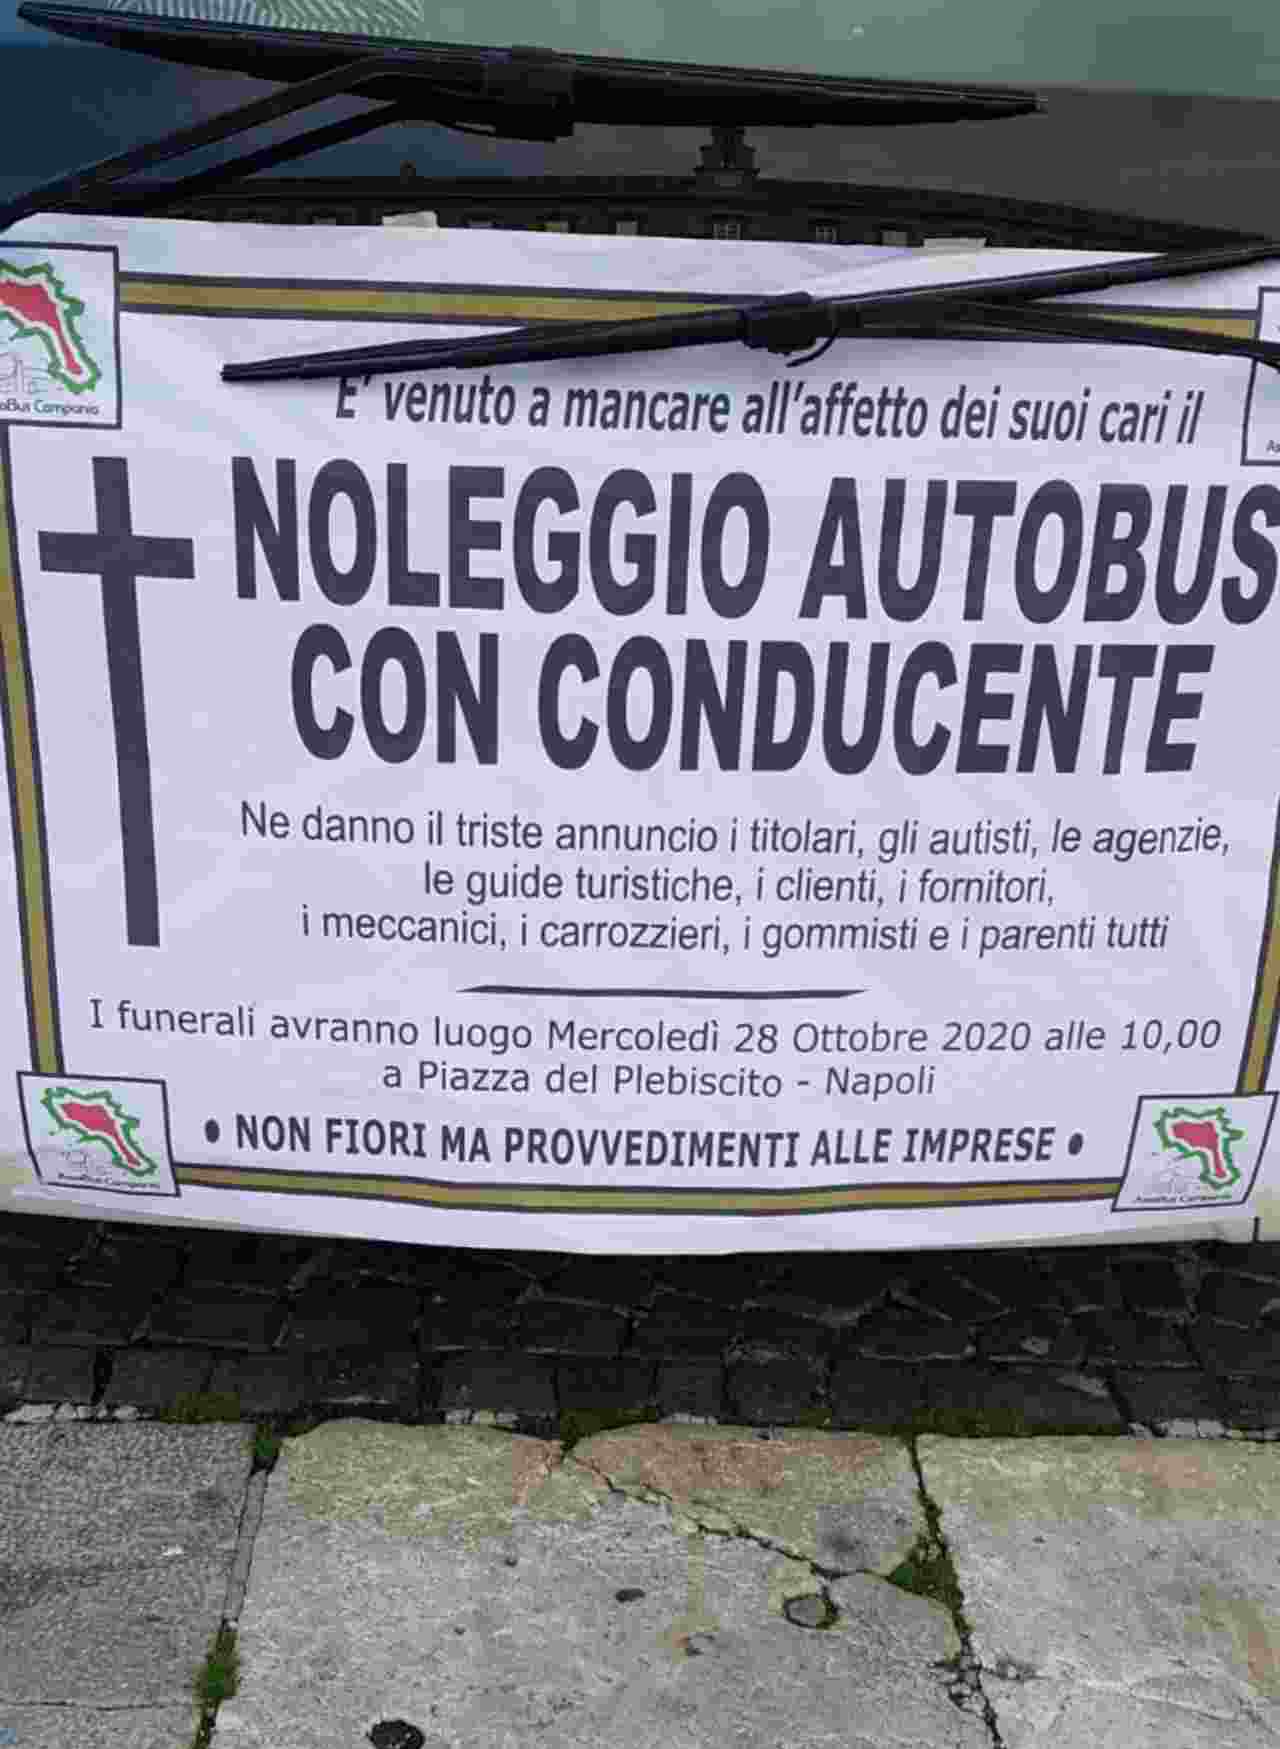 E' venuto a mancare all'affetto dei suoi cari il
NOLEGGIO AUTOBUS
CON CONDUCENTE
Ne danno il triste annuncio i titolari, gli autisti, le agenzie,
le guide turistiche, i clienti, i fornitori,
i meccanici, i carrozzieri, i gommisti e i parenti tutti
I funerali avranno luogo Mercoledì 28 Ottobre 2020 alle 10,00
a Piazza del Plebiscito - Napoli
• NON FIORI MA PROVVEDIMENTI ALLE IMPRESE •
Campania